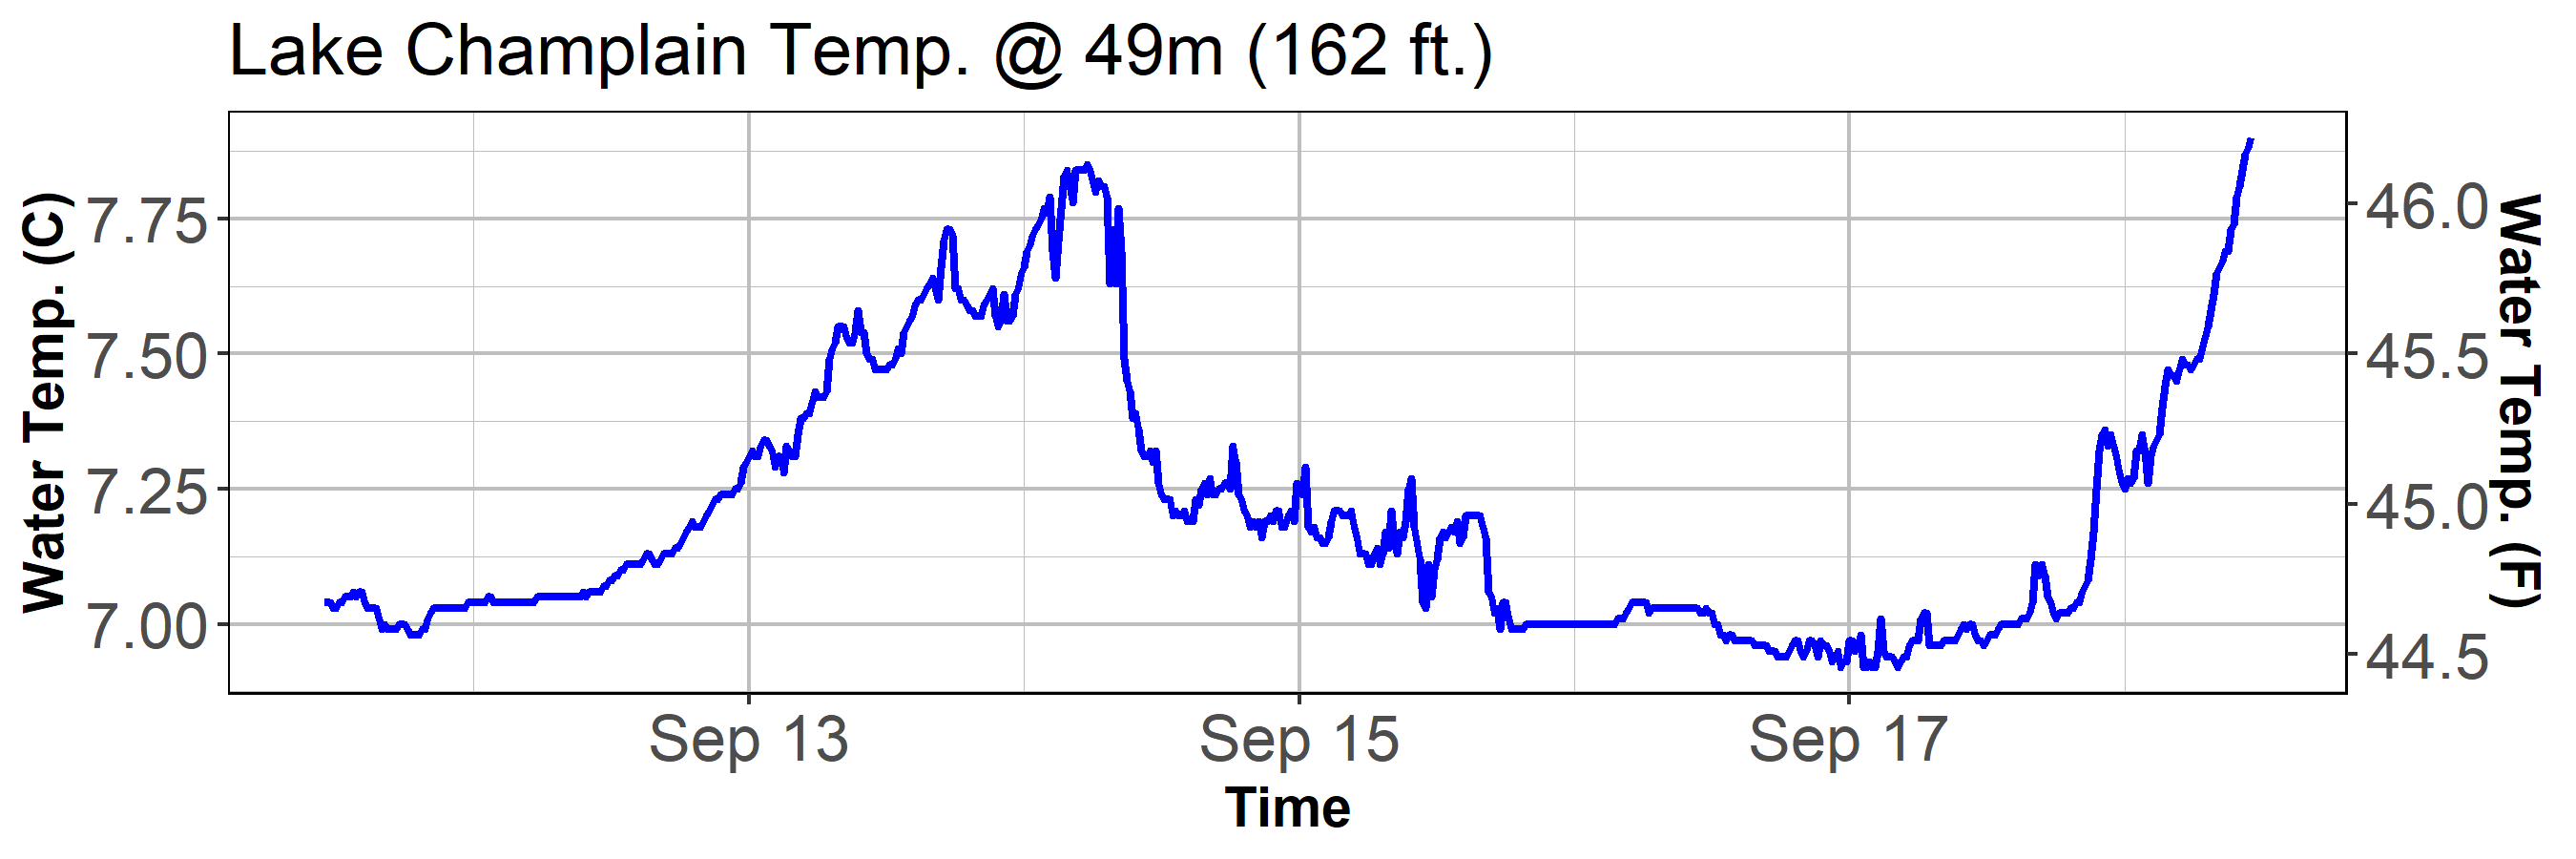 Lake Champlain Temp. @ 49m (162 ft.)
Water Temp. (C)
7.75
7.50
7.25
7.00
46.0
45.5
45.0
44.5
Water Temp. (F)
Sep 13 Sep 15 Sep 17
Time